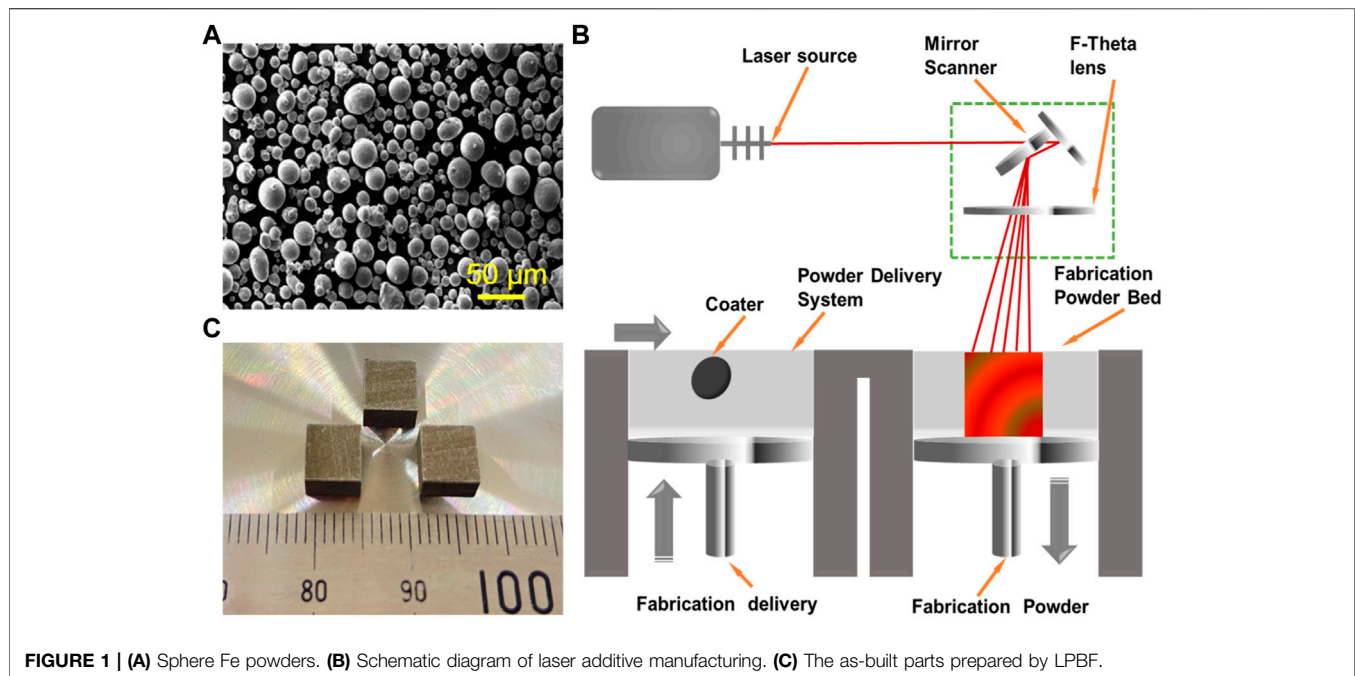 A
50 µm
B
Laser source
Mirror
Scanner
F-Theta
lens
Coater
Powder Delivery
System
Fabrication
Powder Bed
Fabrication delivery
Fabrication Powder
C
80
90
100
FIGURE 1 | (A) Sphere Fe powders. (B) Schematic diagram of laser additive manufacturing. (C) The as-built parts prepared by LPBF.